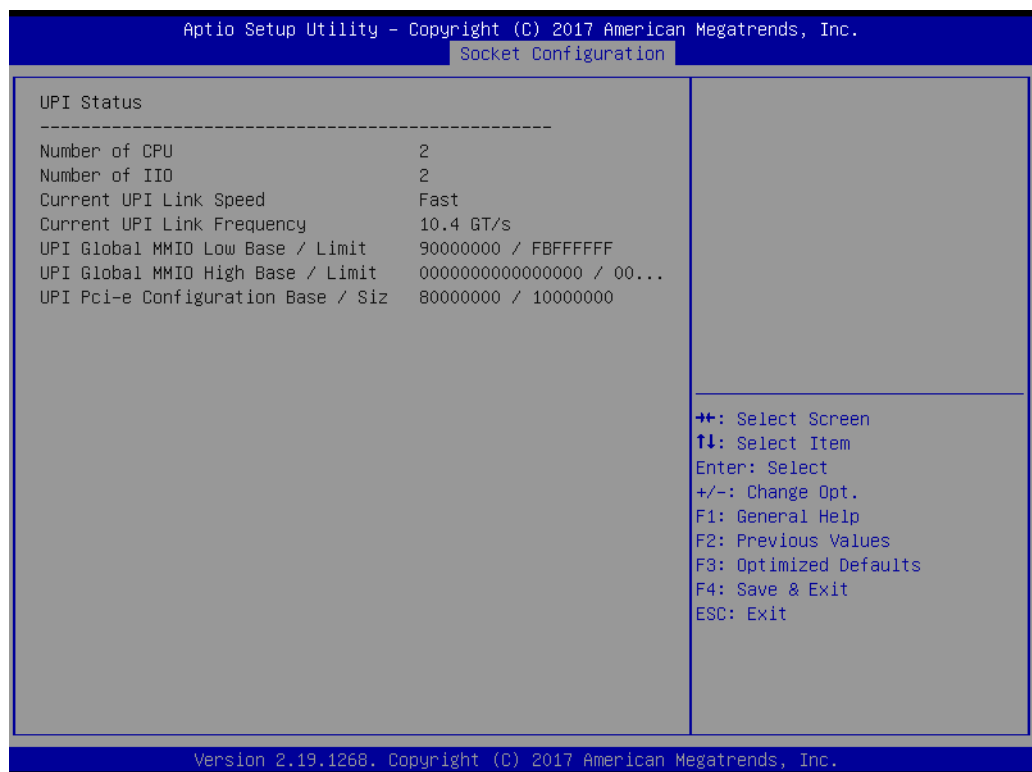 Aptio Setup Utility – Copyright (C) 2017 American Megatrends, Inc.
Socket Configuration
UPI Status
--------------------------------------------------
Number of CPU 2
Number of IIO 2
Current UPI Link Speed Fast
Current UPI Link Frequency 10.4 GT/s
UPI Global MMIO Low Base / Limit 90000000 / FBFFFFFF
UPI Global MMIO High Base / Limit 0000000000000000 / 00...
UPI Pci-e Configuration Base / Siz 80000000 / 10000000
→←: Select Screen
↑↓: Select Item
Enter: Select
+/-: Change Opt.
F1: General Help
F2: Previous Values
F3: Optimized Defaults
F4: Save & Exit
ESC: Exit
Version 2.19.1268. Copyright (C) 2017 American Megatrends, Inc.